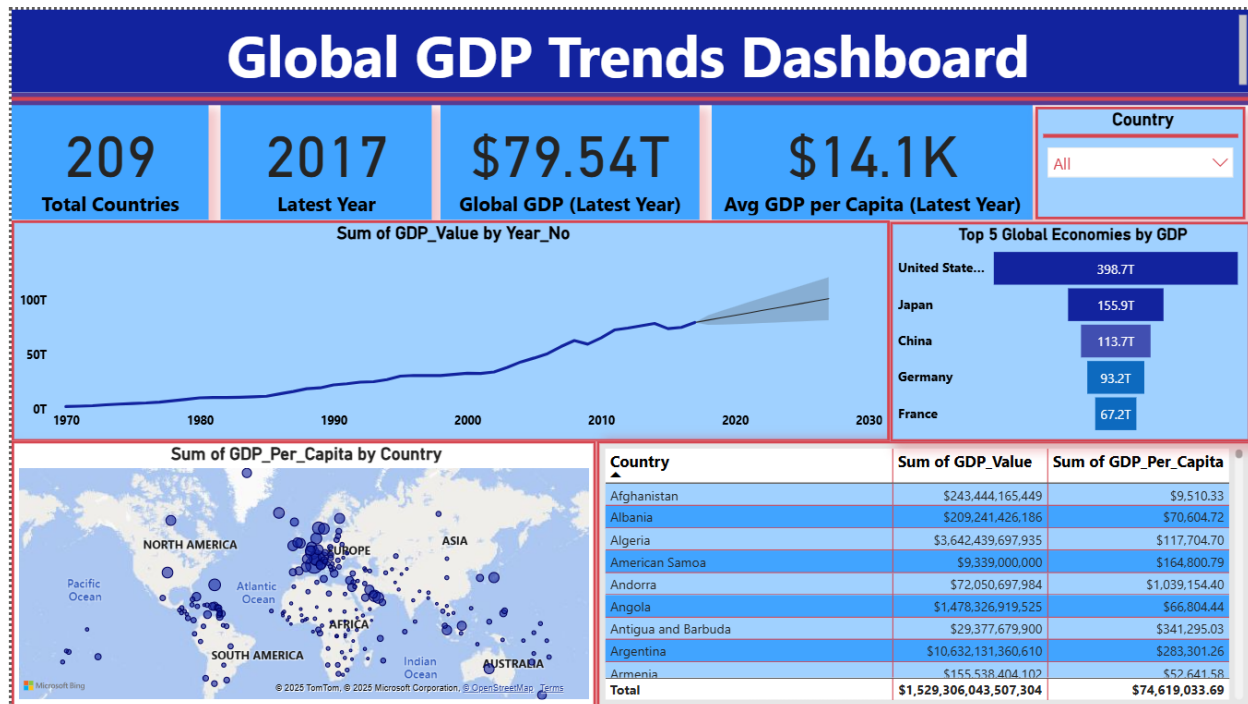 Global GDP Trends Dashboard
209
Total Countries
2017
Latest Year
$79.54T
Global GDP (Latest Year)
$14.1K
Avg GDP per Capita (Latest Year)
Country
All
Sum of GDP_Value by Year_No
100T
50T
0T
1970 1980 1990 2000 2010 2020 2030
Top 5 Global Economies by GDP
United State... 398.7T
Japan 155.9T
China 113.7T
Germany 93.2T
France 67.2T
Sum of GDP_Per_Capita by Country
NORTH AMERICA
EUROPE
ASIA
Pacific
Ocean
Atlantic
Ocean
AFRICA
SOUTH AMERICA
Indian
Ocean
AUSTRALIA
Microsoft Bing
© 2025 TomTom, © 2025 Microsoft Corporation, © OpenStreetMap Terms
Country Sum of GDP_Value Sum of GDP_Per_Capita
Afghanistan $243,444,165,449 $9,510.33
Albania $209,241,426,186 $70,604.72
Algeria $3,642,439,697,935 $117,704.70
American Samoa $9,339,000,000 $164,800.79
Andorra $72,050,697,984 $1,039,154.40
Angola $1,478,326,919,525 $66,804.44
Antigua and Barbuda $29,377,679,900 $341,295.03
Argentina $10,632,131,360,610 $283,301.26
Armenia $155,538,404,102 $52,641.58
Total $1,529,306,043,507,304 $74,619,033.69